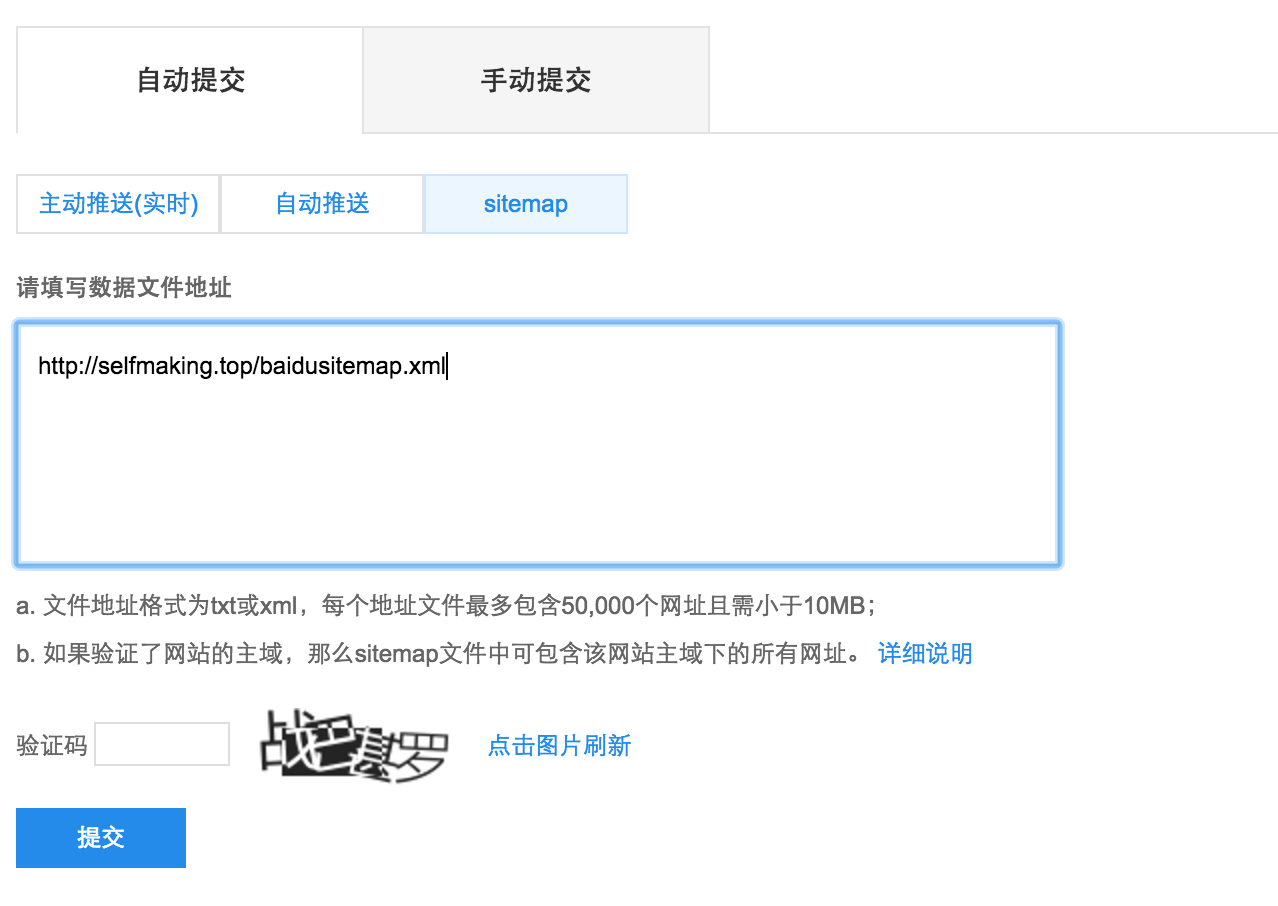 自动提交 手动提交
主动推送(实时) 自动推送 sitemap
请填写数据文件地址
http://selfmaking.top/baidusitemap.xml
a. 文件地址格式为txt或xml，每个地址文件最多包含50,000个网址且需小于10MB；
b. 如果验证了网站的主域，那么sitemap文件中可包含该网站主域下的所有网址。 详细说明
验证码 点击图片刷新
提交